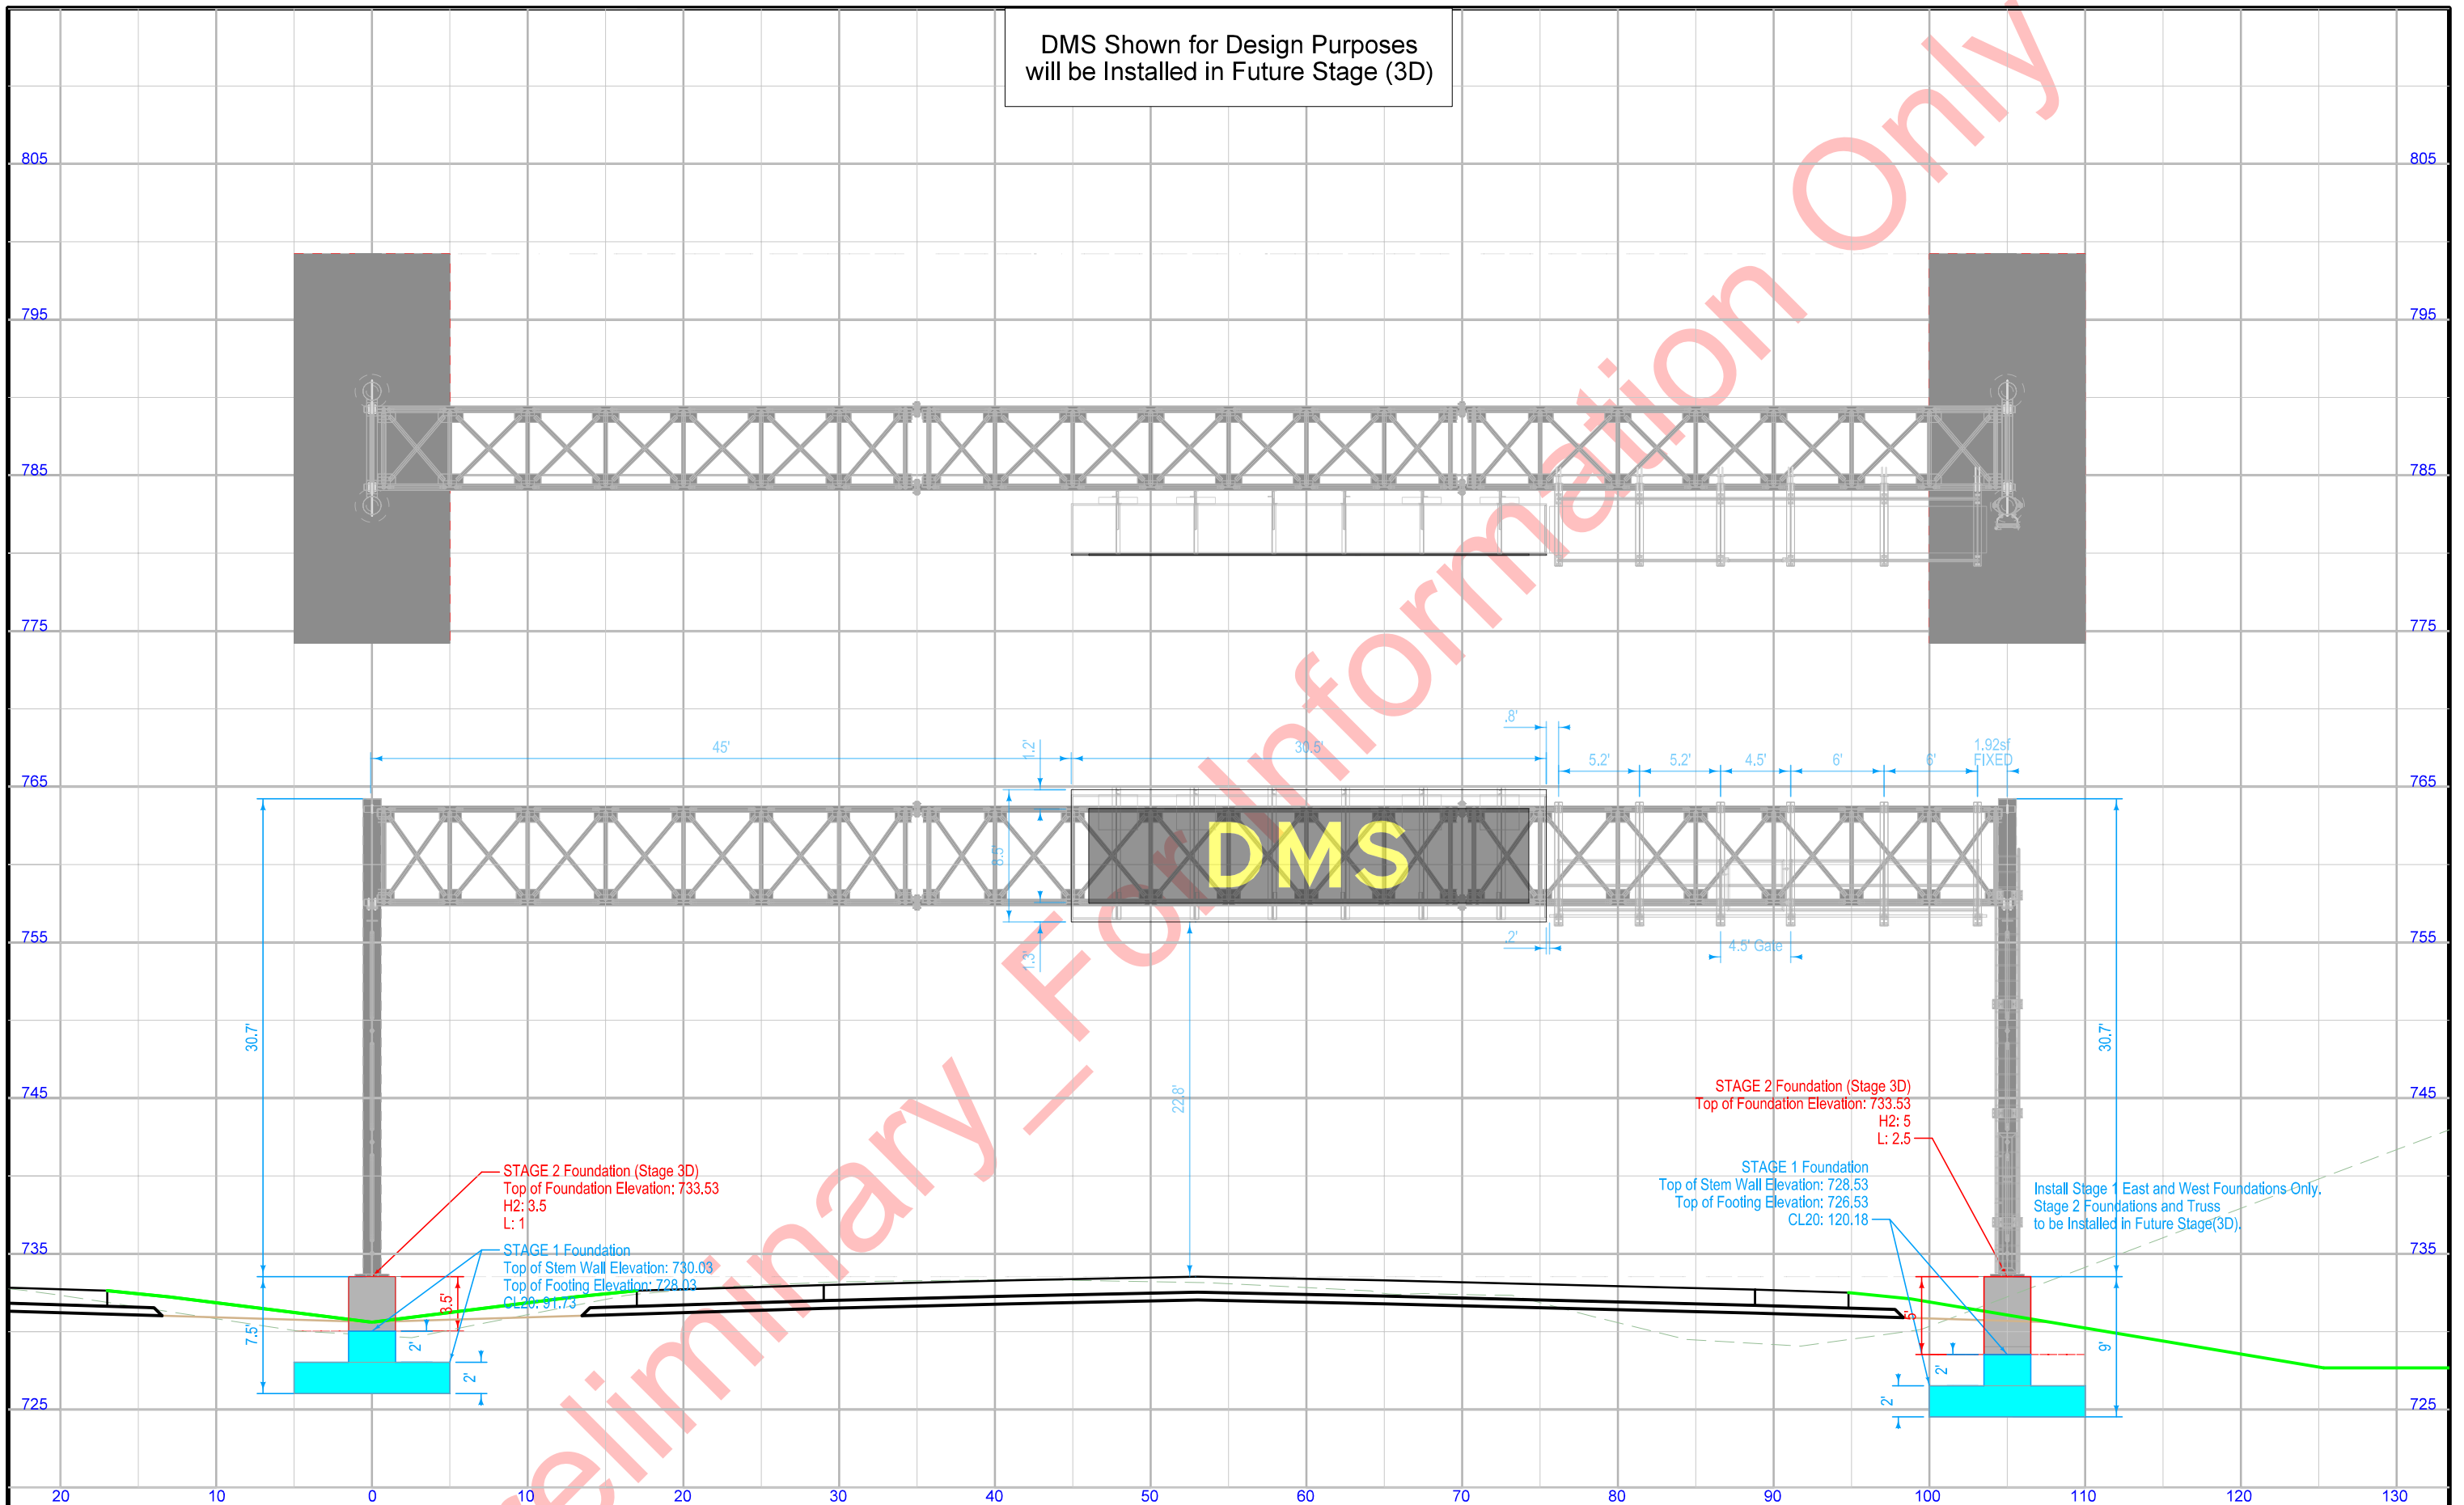 DMS Shown for Design Purposes
will be Installed in Future Stage (3D)
805
805
795
795
785
785
775
775
.8'
45'
1.2'
30.5'
5.2'
5.2'
4.5'
6'
6'
1.92sf
FIXED
765
765
DMS
8.5'
755
755
1.3'
.2'
4.5' Gate
30.7'
30.7'
22.8'
745
745
STAGE 2 Foundation (Stage 3D)
Top of Foundation Elevation: 733.53
H2: 5
L: 2.5
STAGE 1 Foundation
Top of Stem Wall Elevation: 728.53
Top of Footing Elevation: 726.53
CL20: 120.18
Install Stage 1 East and West Foundations Only.
Stage 2 Foundations and Truss
to be Installed in Future Stage(3D).
STAGE 2 Foundation (Stage 3D)
Top of Foundation Elevation: 733.53
H2: 3.5
L: 1
STAGE 1 Foundation
Top of Stem Wall Elevation: 730.03
Top of Footing Elevation: 728.03
CL20: 91.73
735
735
3.5'
7.5'
2'
2'
5'
2'
2'
9'
725
725
20
10
0
10
20
30
40
50
60
70
80
90
100
110
120
130
Preliminary_For Information Only